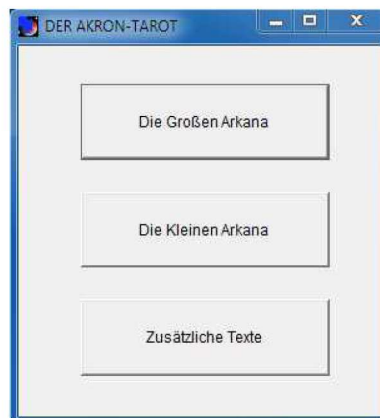 DER AKRON-TAROT
Die Großen Arkana
Die Kleinen Arkana
Zusätzliche Texte